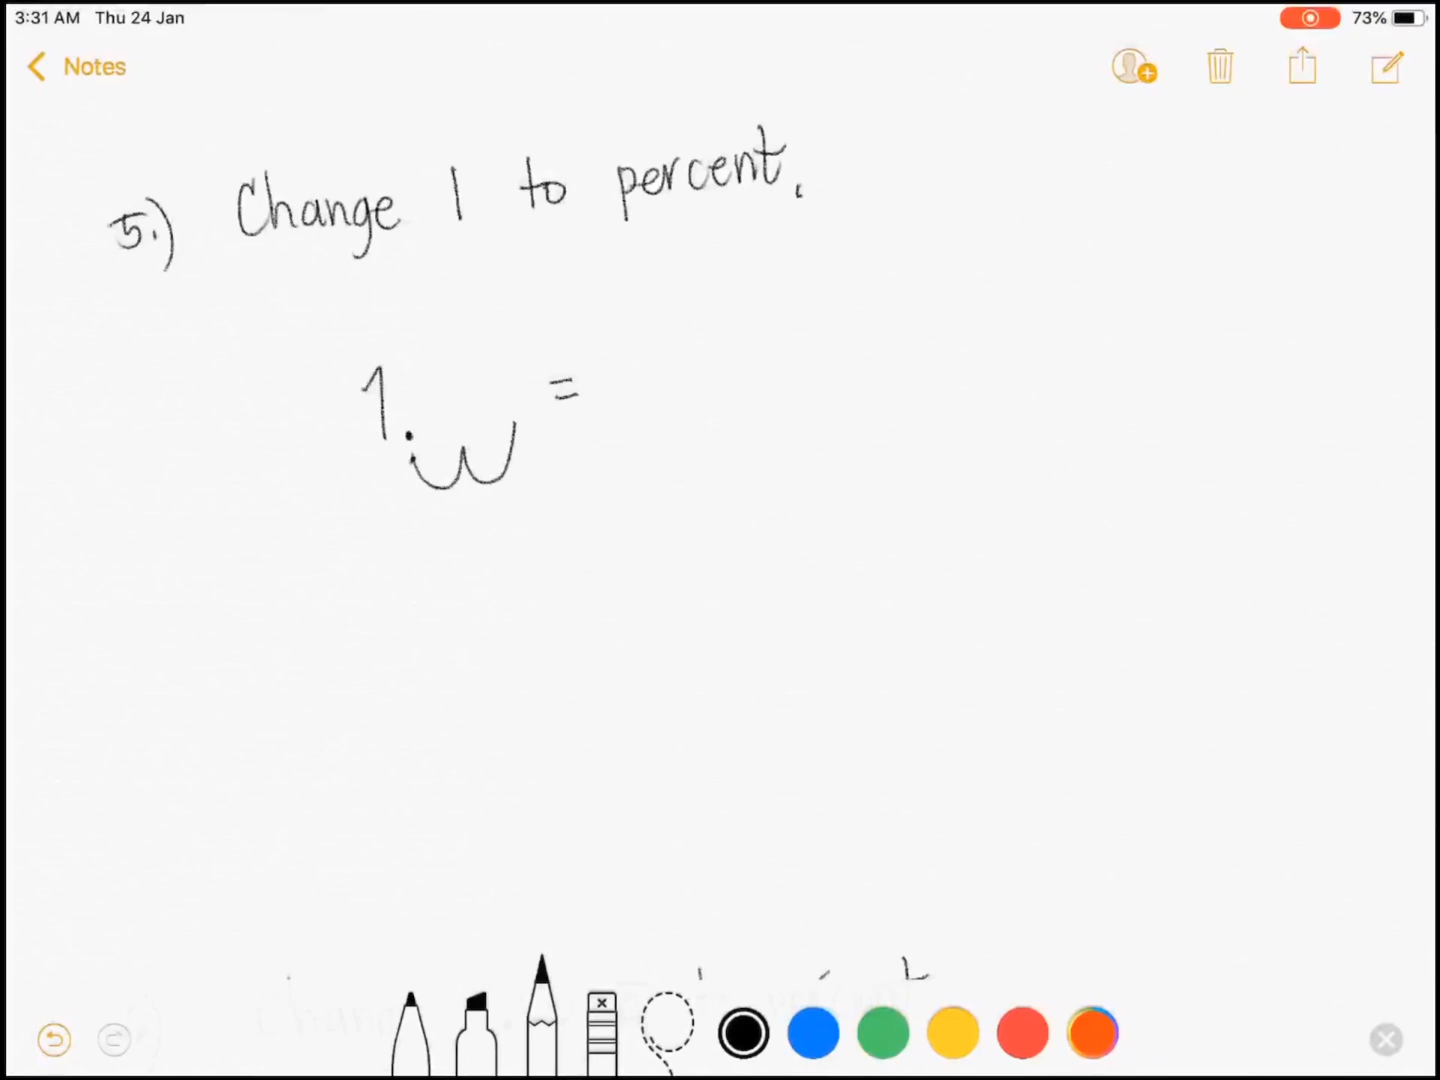 3:31 AM Thu 24 Jan 73%
Notes
5.) Change 1 to percent.
1. =